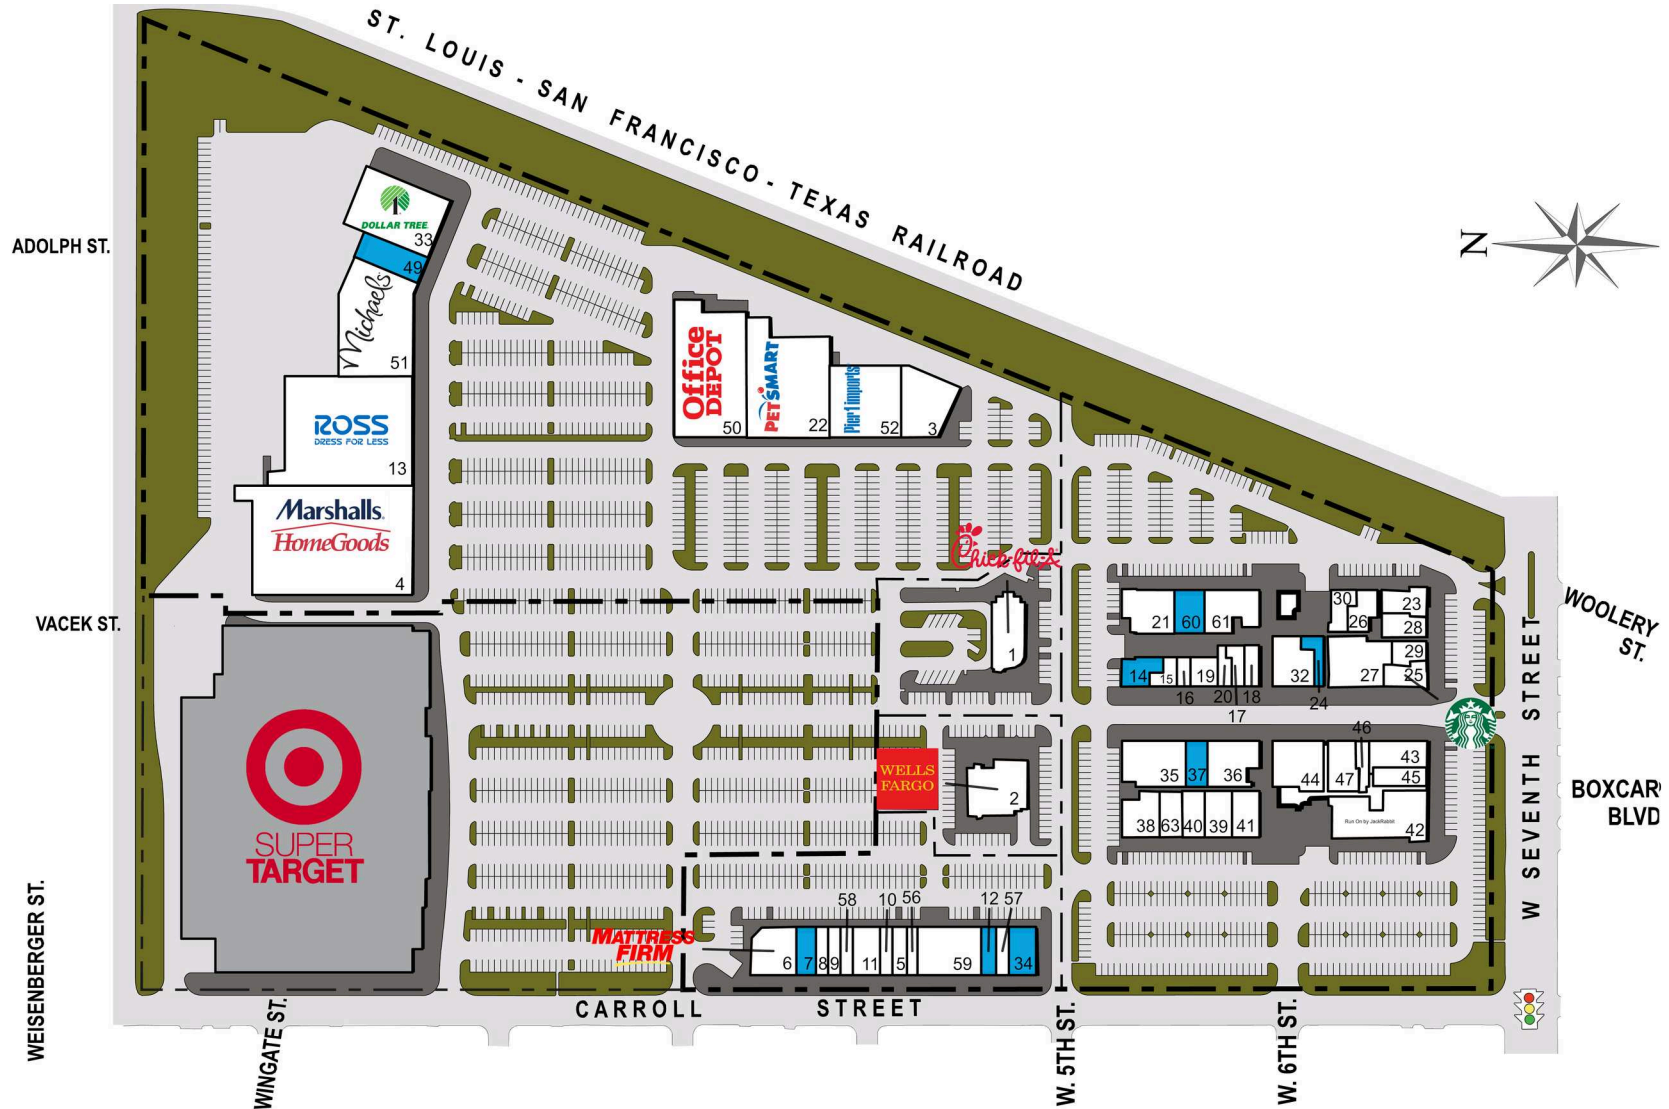 ST. LOUIS - SAN FRANCISCO - TEXAS RAILROAD
ADOLPH ST.
VACEK ST.
WEISENBERGER ST.
WINGATE ST.
CARROLL STREET
W. 5TH ST.
W. 6TH ST.
W SEVENTH STREET
WOOLERY
ST.
BOXCAR
BLVD
N
DOLLAR TREE
33
49
Michaels
51
ROSS
DRESS FOR LESS
13
Marshalls.
HomeGoods
4
SUPER
TARGET
Office
DEPOT
50
PETSMART
22
Pier1imports
52
3
Chick-fil-A
1
WELLS
FARGO
2
MATTRESS
FIRM
6
7
8
9
58
11
10
5
56
59
12
57
34
21
60
61
30
26
23
28
14
15
16
19
20
17
18
32
24
27
29
25
35
37
36
44
47
46
43
45
38
63
40
39
41
Run On by JackRabbit
42